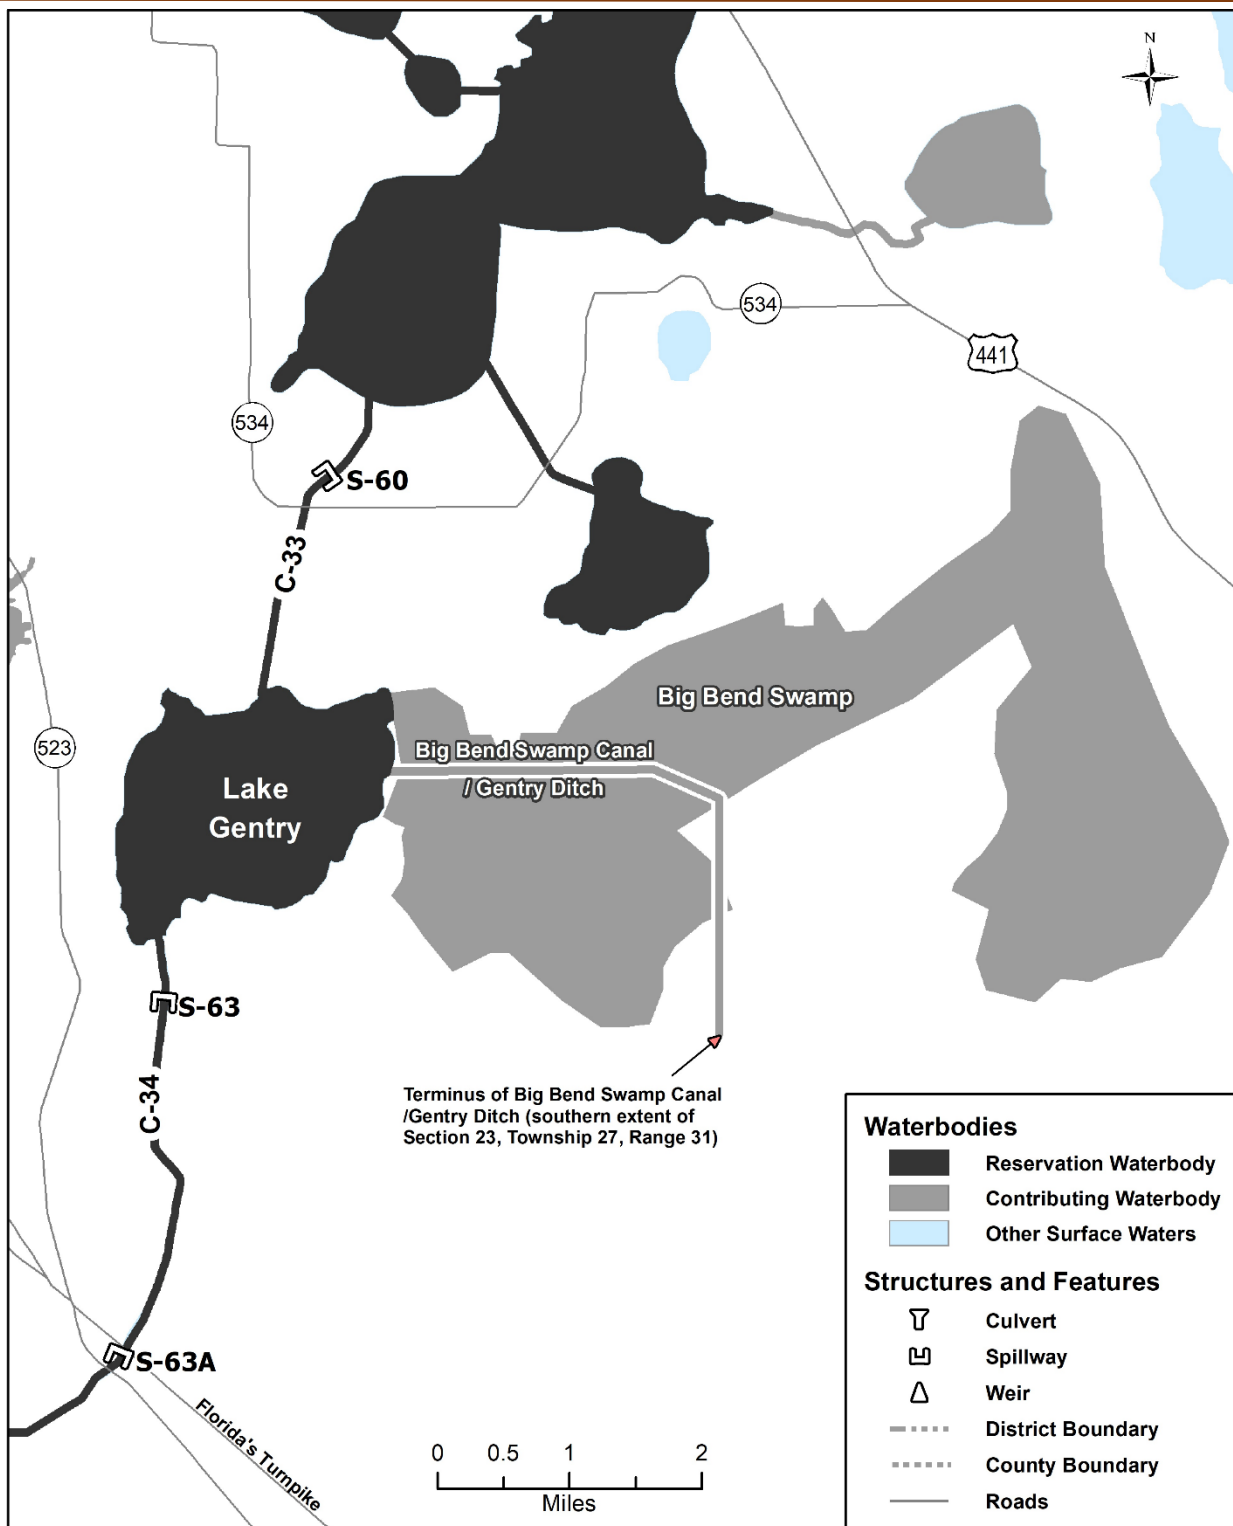 N
534
441
534
S-60
C-33
Big Bend Swamp
523
Big Bend Swamp Canal
/ Gentry Ditch
Lake
Gentry
S-63
C-34
Terminus of Big Bend Swamp Canal
/Gentry Ditch (southern extent of
Section 23, Township 27, Range 31)
S-63A
Florida's Turnpike
0 0.5 1 2
Miles
Waterbodies
Reservation Waterbody
Contributing Waterbody
Other Surface Waters
Structures and Features
Culvert
Spillway
Weir
District Boundary
County Boundary
Roads